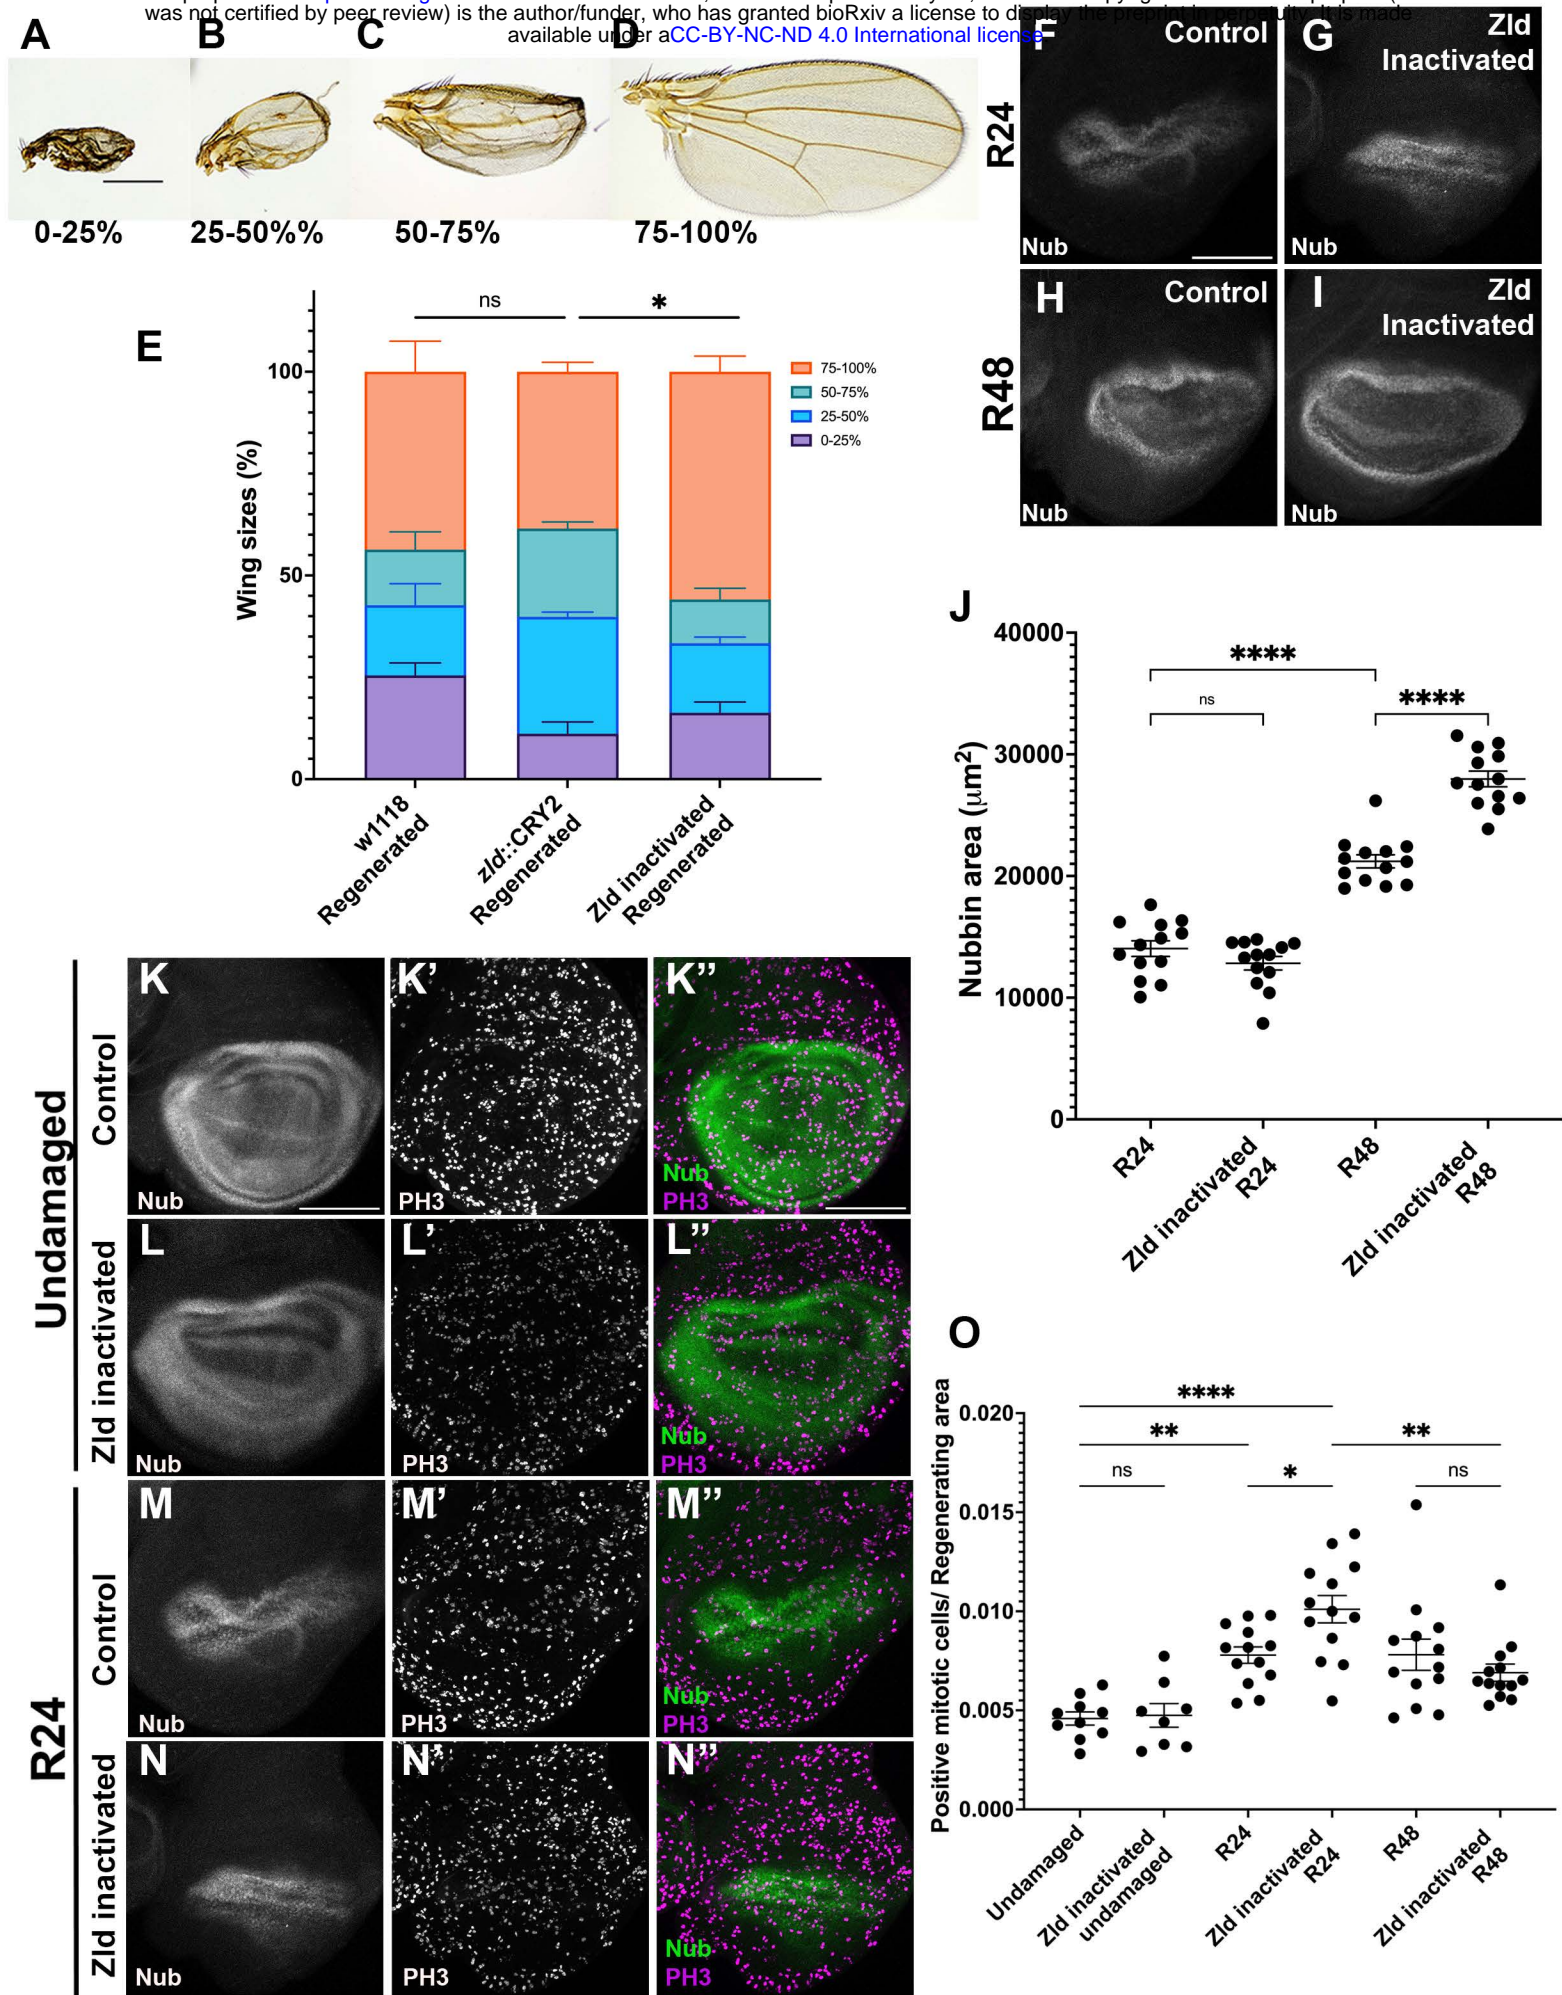 was not certified by peer review) is the author/funder, who has granted bioRxiv a license to display the preprint in perpetuity. It is made
available under aCC-BY-NC-ND 4.0 International license
A
B
C
D
0-25%
25-50%%
50-75%
75-100%
F
Control
Nub
G
Zld
Inactivated
Nub
R24
H
Control
Nub
I
Zld
Inactivated
Nub
R48
E
ns
*
100
50
0
Wing sizes (%)
75-100%
50-75%
25-50%
0-25%
w1118
Regenerated
zld::CRY2
Regenerated
Zld inactivated
Regenerated
J
40000
30000
20000
10000
0
Nubbin area (μm2)
****
ns
****
R24
Zld inactivated
R24
R48
Zld inactivated
R48
Undamaged
Control
K
Nub
K’
PH3
K”
Nub
PH3
Zld inactivated
L
Nub
L’
PH3
L”
Nub
PH3
R24
Control
M
Nub
M’
PH3
M”
Nub
PH3
Zld inactivated
N
Nub
N’
PH3
N”
Nub
PH3
O
Positive mitotic cells/ Regenerating area
0.020
0.015
0.010
0.005
0.000
****
**
**
ns
*
ns
Undamaged
Zld inactivated
undamaged
R24
Zld inactivated
R24
R48
Zld inactivated
R48